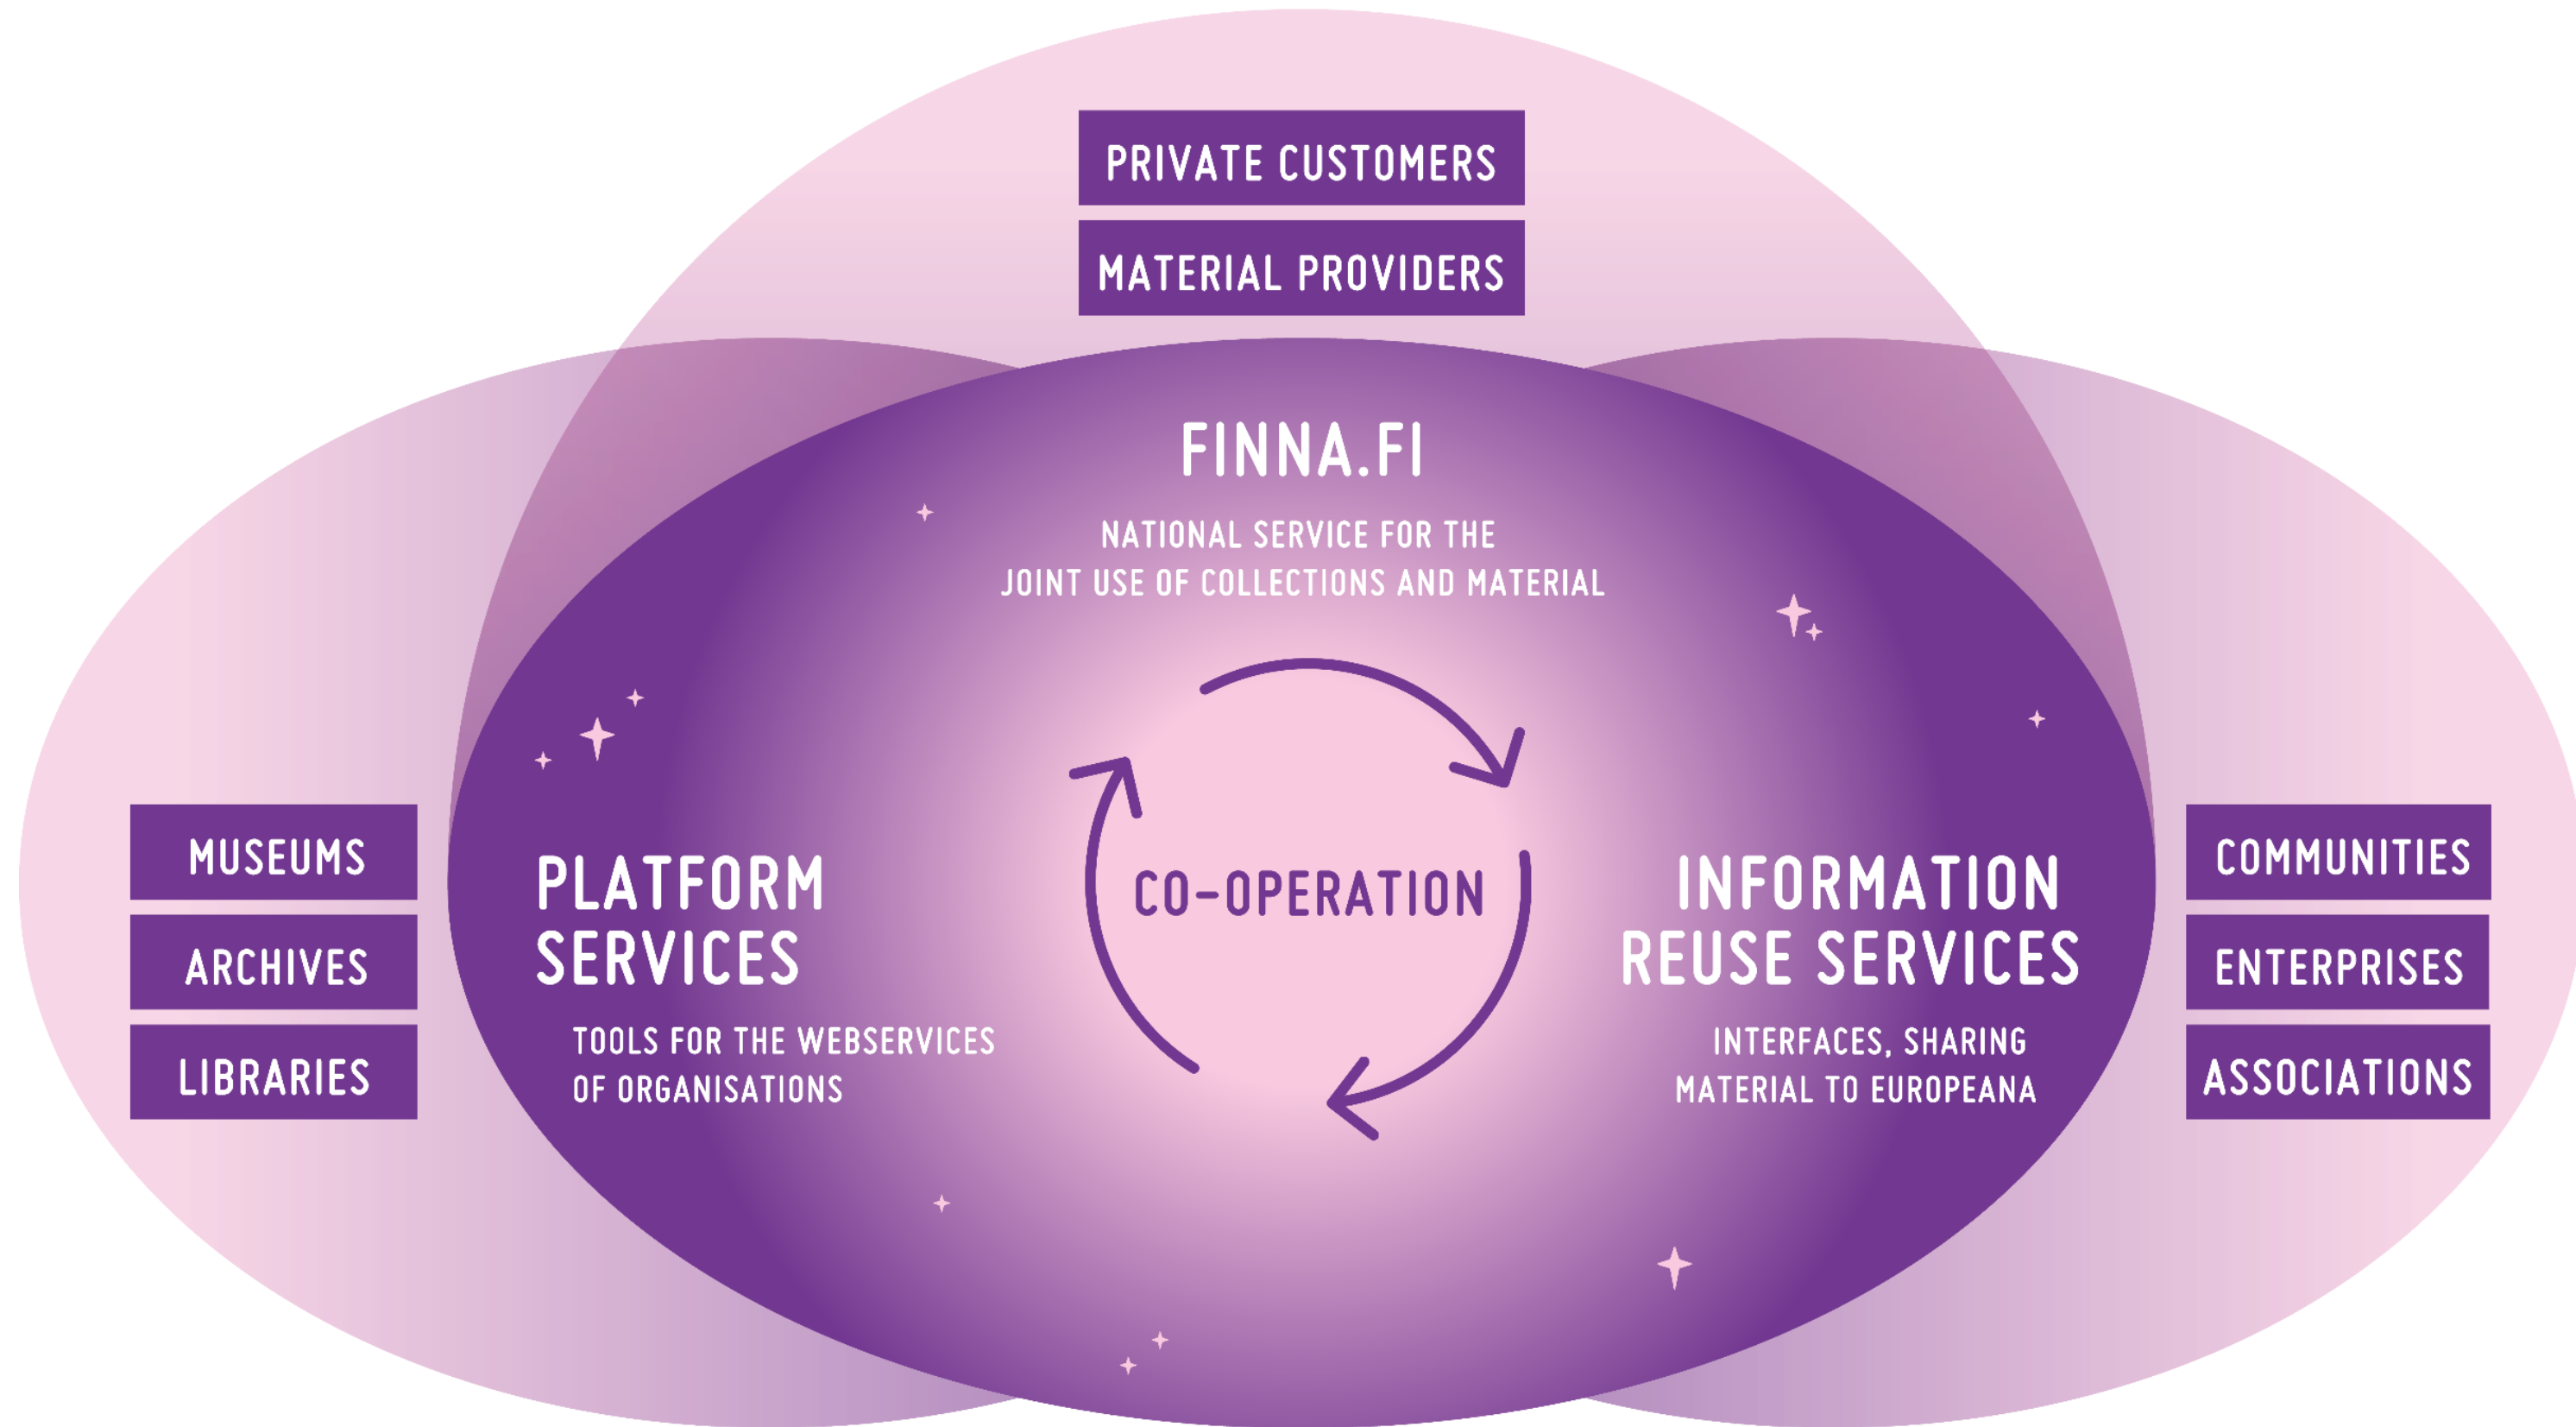 PRIVATE CUSTOMERS
MATERIAL PROVIDERS
FINNA.FI
NATIONAL SERVICE FOR THE
JOINT USE OF COLLECTIONS AND MATERIAL
MUSEUMS
ARCHIVES
LIBRARIES
PLATFORM
SERVICES
TOOLS FOR THE WEBSERVICES
OF ORGANISATIONS
CO-OPERATION
INFORMATION
REUSE SERVICES
INTERFACES, SHARING
MATERIAL TO EUROPEANA
COMMUNITIES
ENTERPRISES
ASSOCIATIONS